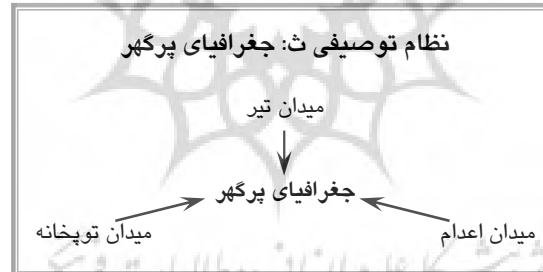 نظام توصیفی ث: جغرافیای پرگهر
میدان تیر
جغرافیای پرگهر
میدان اعدام
میدان توپخانه